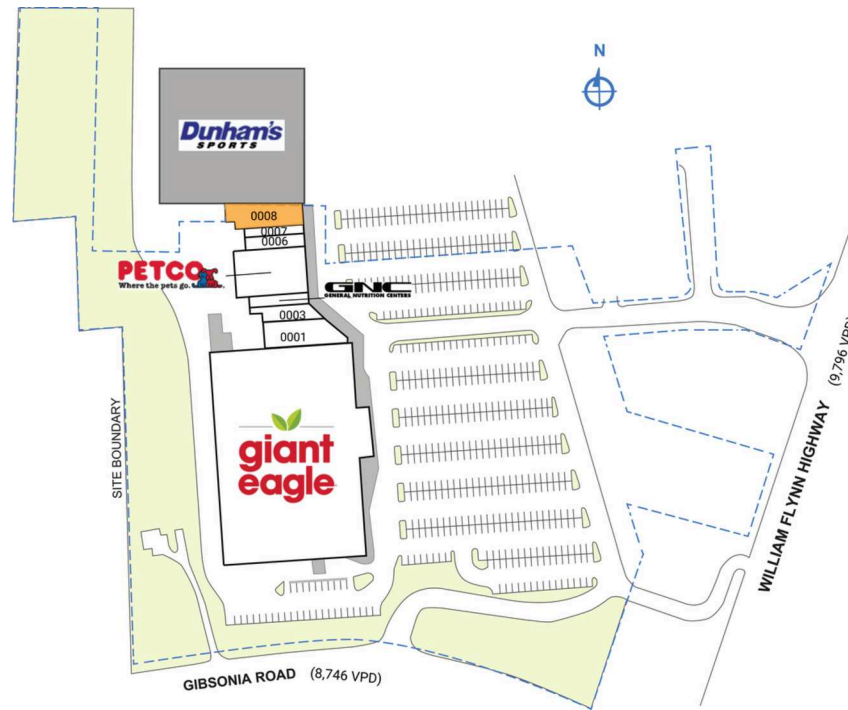 N
Dunham's
SPORTS
0008
0007
0006
PETCO
Where the pets go.
GNC
GENERAL NUTRITION CENTERS
0003
0001
giant
eagle
SITE BOUNDARY
WILLIAM FLYNN HIGHWAY (9,796 VPD)
GIBSONIA ROAD (8,746 VPD)